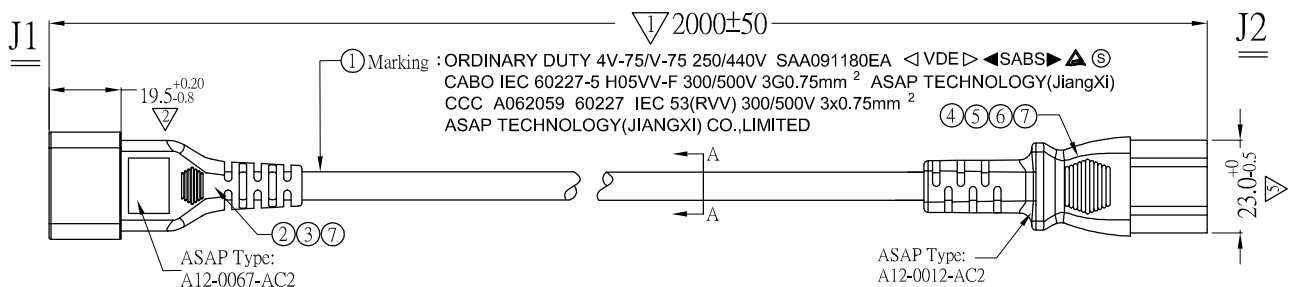 J1
1 2000±50
J2
① Marking : ORDINARY DUTY 4V-75/V-75 250/440V SAA091180EA ◁ VDE ▷ ◀SABS▶ Ⓢ
CABO IEC 60227-5 H05VV-F 300/500V 3G0.75mm ² ASAP TECHNOLOGY(JiangXi)
CCC A062059 60227 IEC 53(RVV) 300/500V 3x0.75mm ²
ASAP TECHNOLOGY(JIANGXI) CO.,LIMITED
19.5 +0.20 -0.8
2
④⑤⑥⑦
A
A
23.0 +0 -0.5
5
②③⑦
ASAP Type:
A12-0067-AC2
ASAP Type:
A12-0012-AC2